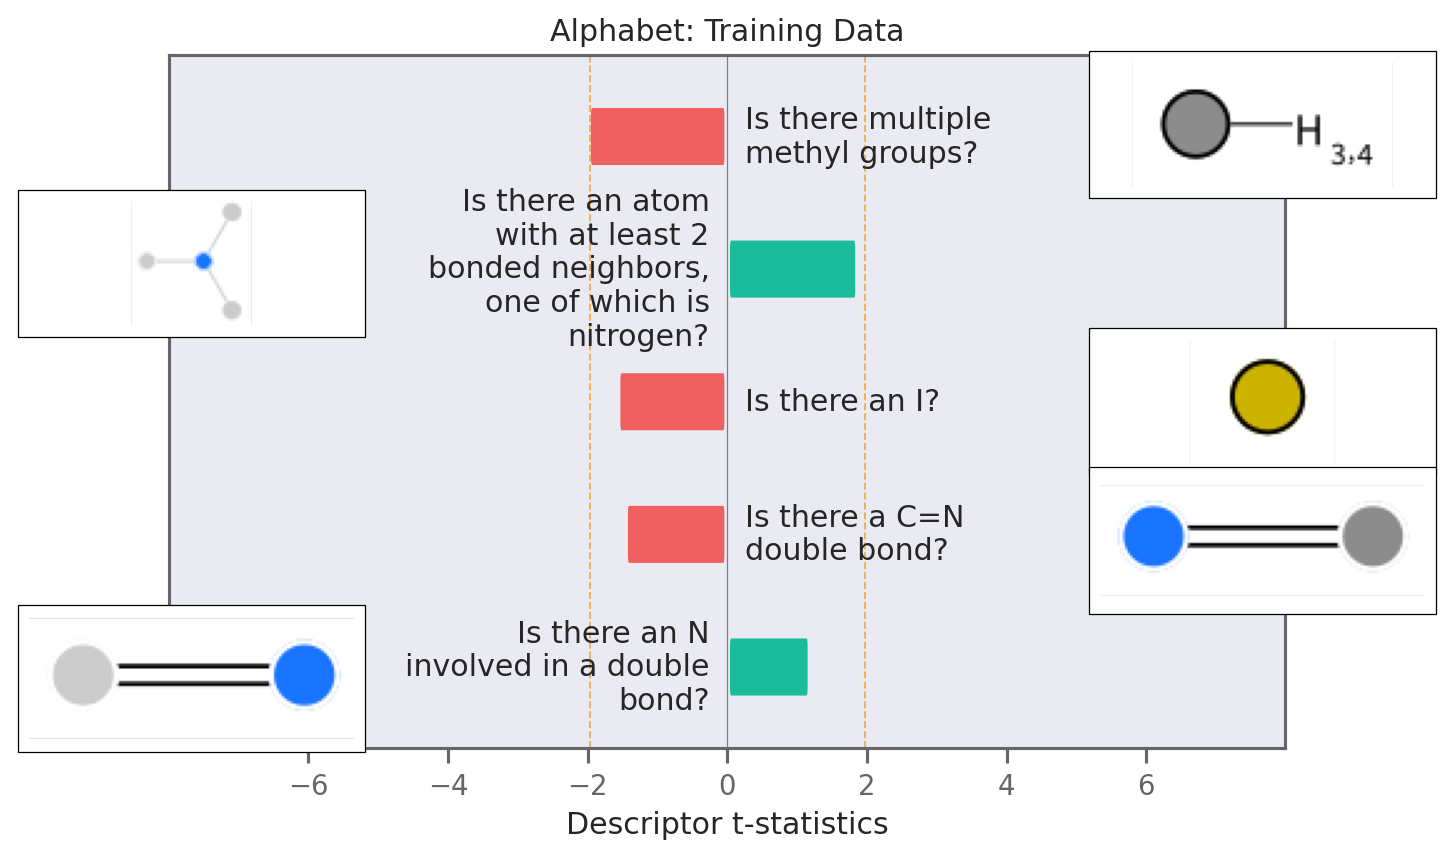 Alphabet: Training Data
Is there multiple
methyl groups?
H 3,4
Is there an atom
with at least 2
bonded neighbors,
one of which is
nitrogen?
Is there an I?
Is there a C=N
double bond?
Is there an N
involved in a double
bond?
−6 −4 −2 0 2 4 6
Descriptor t-statistics